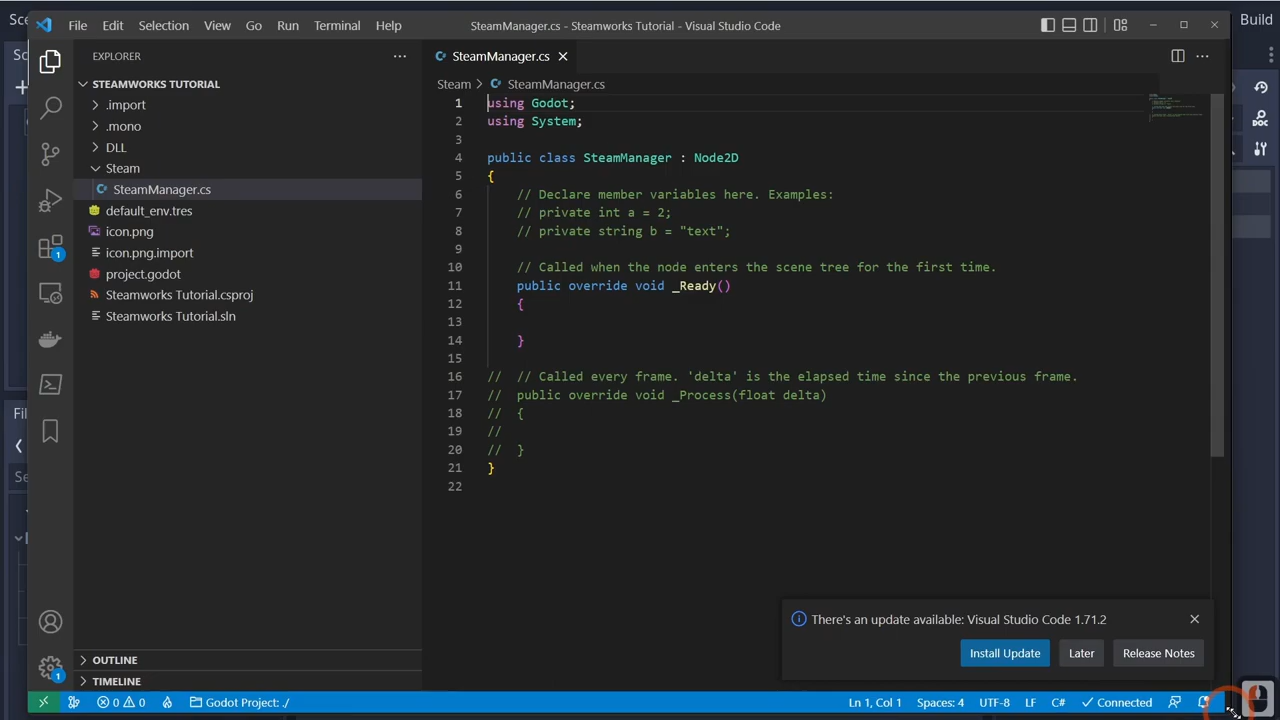 Sce
File Edit Selection View Go Run Terminal Help
SteamManager.cs - Steamworks Tutorial - Visual Studio Code
Build
Sc
EXPLORER
STEAMWORKS TUTORIAL
.import
.mono
DLL
Steam
SteamManager.cs
default_env.tres
icon.png
icon.png.import
project.godot
Steamworks Tutorial.csproj
Steamworks Tutorial.sln
OUTLINE
TIMELINE
1
1
Fil
Se
SteamManager.cs
Steam > SteamManager.cs
1 using Godot;
2 using System;
3
4 public class SteamManager : Node2D
5 {
6 // Declare member variables here. Examples:
7 // private int a = 2;
8 // private string b = "text";
9
10 // Called when the node enters the scene tree for the first time.
11 public override void _Ready()
12 {
13
14 }
15
16 // // Called every frame. 'delta' is the elapsed time since the previous frame.
17 // public override void _Process(float delta)
18 // {
19 //
20 // }
21 }
22
DOC
There's an update available: Visual Studio Code 1.71.2
Install Update Later Release Notes
0 0 Godot Project: ./ Ln 1, Col 1 Spaces: 4 UTF-8 LF C# Connected